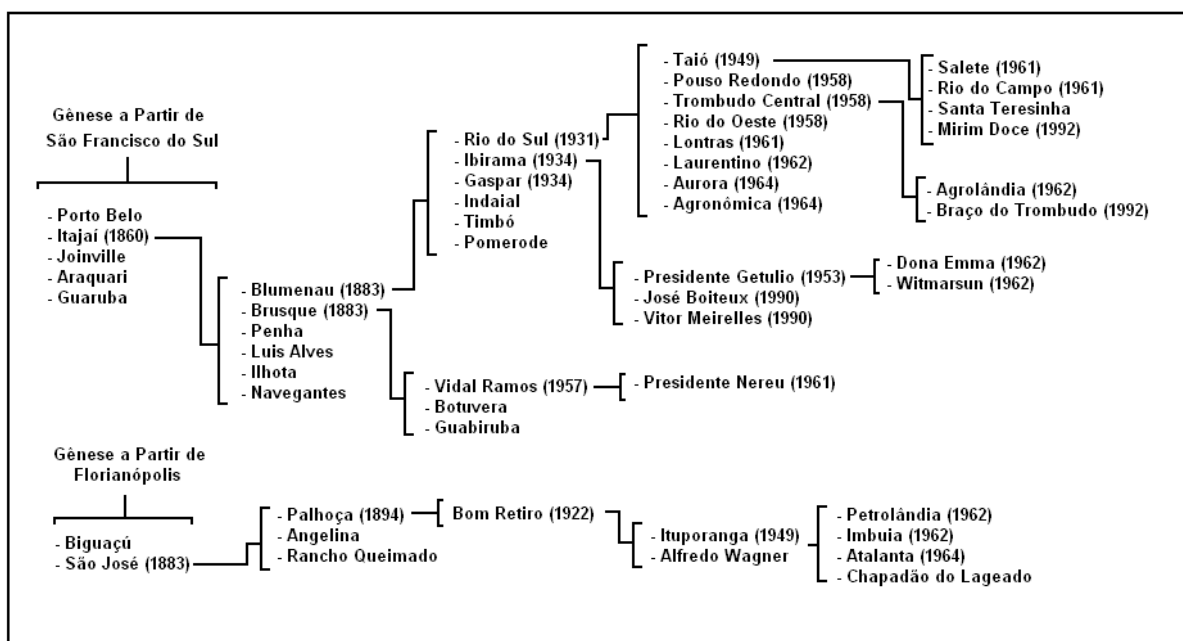 Gênese a Partir de
São Francisco do Sul
- Porto Belo
- Itajaí (1860)
- Joinville
- Araquari
- Guaruba
- Blumenau (1883)
- Brusque (1883)
- Penha
- Luis Alves
- Ilhota
- Navegantes
- Rio do Sul (1931)
- Ibirama (1934)
- Gaspar (1934)
- Indaial
- Timbó
- Pomerode
- Taió (1949)
- Pouso Redondo (1958)
- Trombudo Central (1958)
- Rio do Oeste (1958)
- Lontras (1961)
- Laurentino (1962)
- Aurora (1964)
- Agronômica (1964)
- Salete (1961)
- Rio do Campo (1961)
- Santa Teresinha
- Mirim Doce (1992)
- Agrolândia (1962)
- Braço do Trombudo (1992)
- Presidente Getulio (1953)
- José Boiteux (1990)
- Vitor Meirelles (1990)
- Dona Emma (1962)
- Witmarsun (1962)
- Vidal Ramos (1957)
- Botuvera
- Guabiruba
- Presidente Nereu (1961)
Gênese a Partir de
Florianópolis
- Biguaçú
- São José (1883)
- Palhoça (1894)
- Angelina
- Rancho Queimado
Bom Retiro (1922)
- Ituporanga (1949)
- Alfredo Wagner
- Petrolândia (1962)
- Imbuia (1962)
- Atalanta (1964)
- Chapadão do Lageado